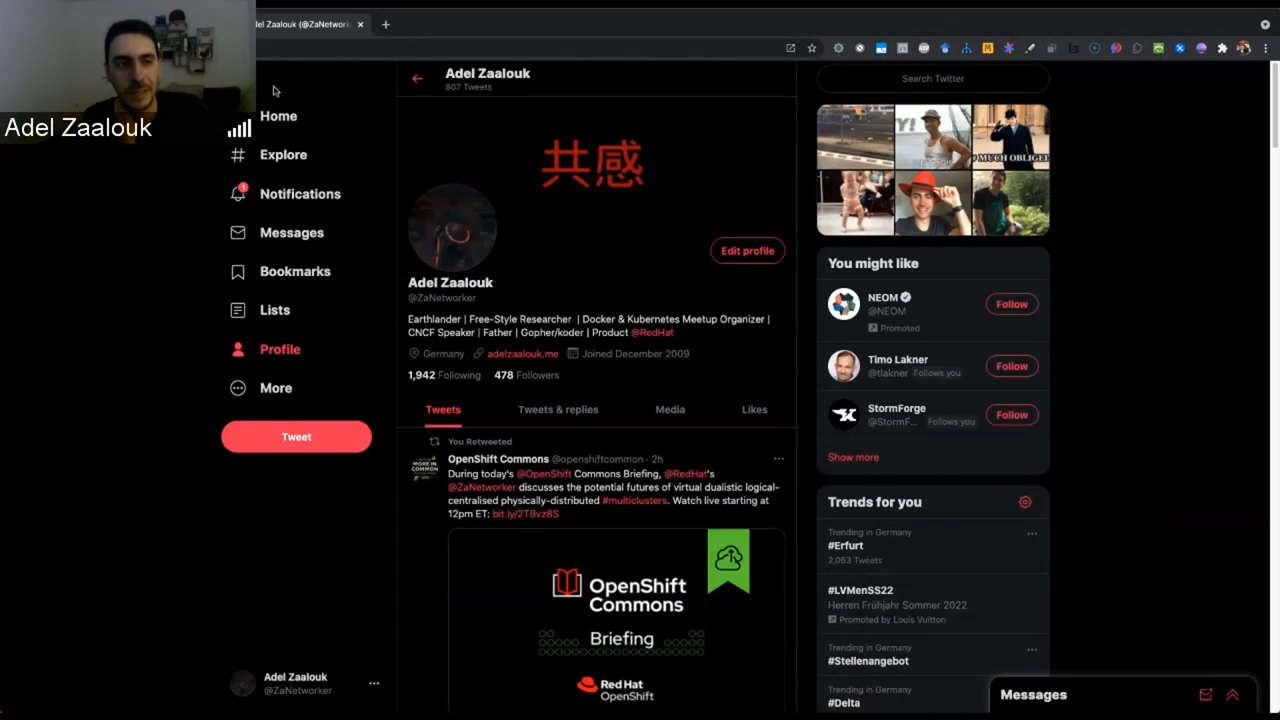 del Zaalouk (@ZaNetwork
Adel Zaalouk
Home
Explore
1
Notifications
Messages
Bookmarks
Lists
Profile
More
Tweet
Adel Zaalouk
@ZaNetworker
Adel Zaalouk
807 Tweets
共感
Edit profile
Adel Zaalouk
@ZaNetworker
Earthlander | Free-Style Researcher | Docker & Kubernetes Meetup Organizer |
CNCF Speaker | Father | Gopher/koder | Product @RedHat
Germany adelzaalouk.me Joined December 2009
1,942 Following 478 Followers
Tweets Tweets & replies Media Likes
You Retweeted
OpenShift Commons @openshiftcommon · 2h
During today's @OpenShift Commons Briefing, @RedHat's
@ZaNetworker discusses the potential futures of virtual dualistic logical-
centralised physically-distributed #multiclusters. Watch live starting at
12pm ET: bit.ly/2TBvz8S
OpenShift
Commons
Briefing
Red Hat
OpenShift
Search Twitter
MUCH OBLIGED
You might like
NEOM
@NEOM
Promoted
Follow
Timo Lakner
@tlakner Follows you
Follow
StormForge
@StormF... Follows you
Follow
Show more
Trends for you
Trending in Germany
#Erfurt
2,053 Tweets
#LVMenSS22
Herren Frühjahr Sommer 2022
Promoted by Louis Vuitton
Trending in Germany
#Stellenangebot
Trending in Germany
#Delta
Messages